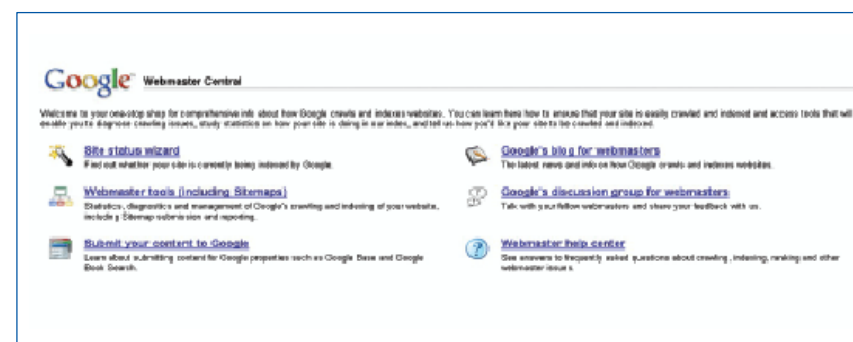 Google Webmaster Central
Welcome to your one-stop shop for comprehensive info about how Google crawls and indexes websites. You can learn here how to ensure that your site is easily crawled and indexed and access tools that will
enable you to diagnose crawling issues, study statistics on how your site is doing in our index, and tell us how you'd like your site to be crawled and indexed.
Site status wizard
Find out whether your site is currently being indexed by Google.
Webmaster tools (including Sitemaps)
Statistics, diagnostics and management of Google's crawling and indexing of your website,
including Sitemap submission and reporting.
Submit your content to Google
Learn about submitting content for Google properties such as Google Base and Google
Book Search.
Google's blog for webmasters
The latest news and info on how Google crawls and indexes websites.
Google's discussion group for webmasters
Talk with your fellow webmasters and share your feedback with us.
Webmaster help center
See answers to frequently asked questions about crawling, indexing, ranking and other
webmaster issues.